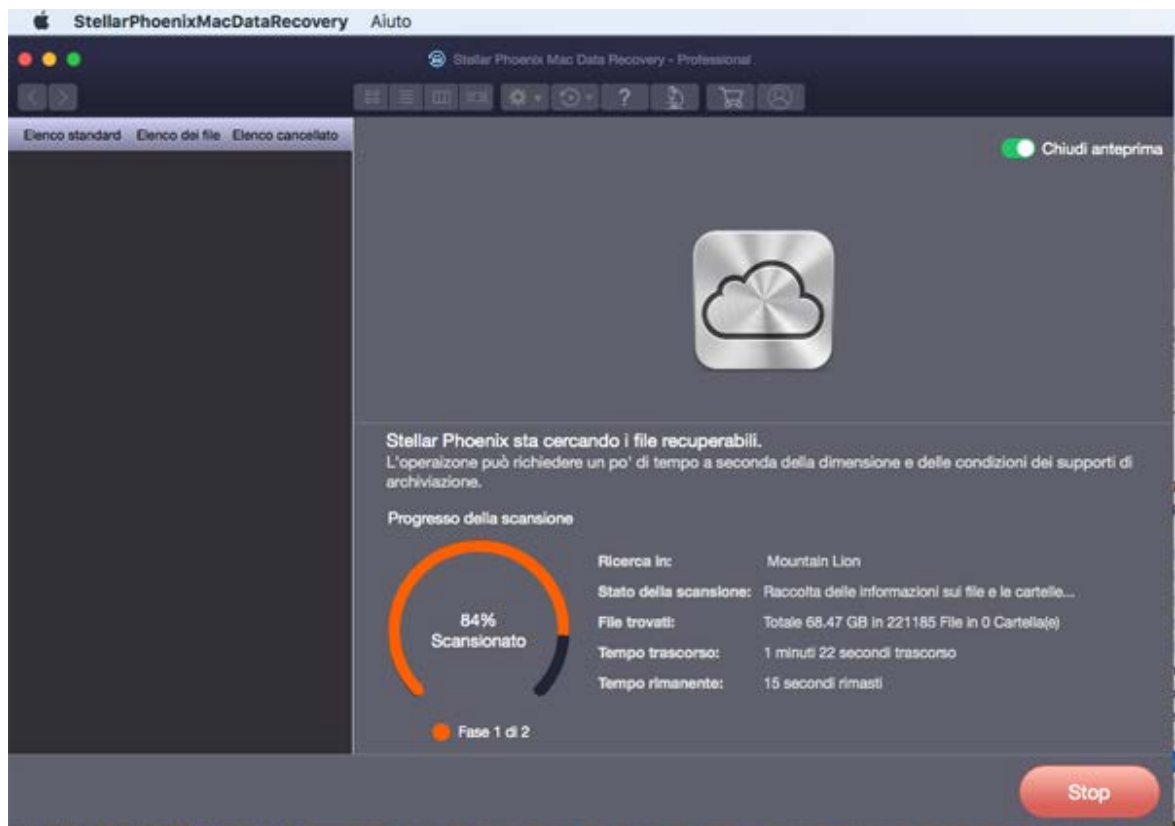 StellarPhoenixMacDataRecovery Aiuto
Stellar Phoenix Mac Data Recovery - Professional
?
Elenco standard Elenco dei file Elenco cancellato
Chiudi anteprima
Stellar Phoenix sta cercando i file recuperabili.
L'operaizone può richiedere un po' di tempo a seconda della dimensione e delle condizioni dei supporti di
archiviazione.
Progresso della scansione
84%
Scansionato
Fase 1 di 2
Ricerca in: Mountain Lion
Stato della scansione: Raccolta delle informazioni sui file e le cartelle...
File trovati: Totale 68.47 GB in 221185 File in 0 Cartella(e)
Tempo trascorso: 1 minuti 22 secondi trascorso
Tempo rimanente: 15 secondi rimasti
Stop